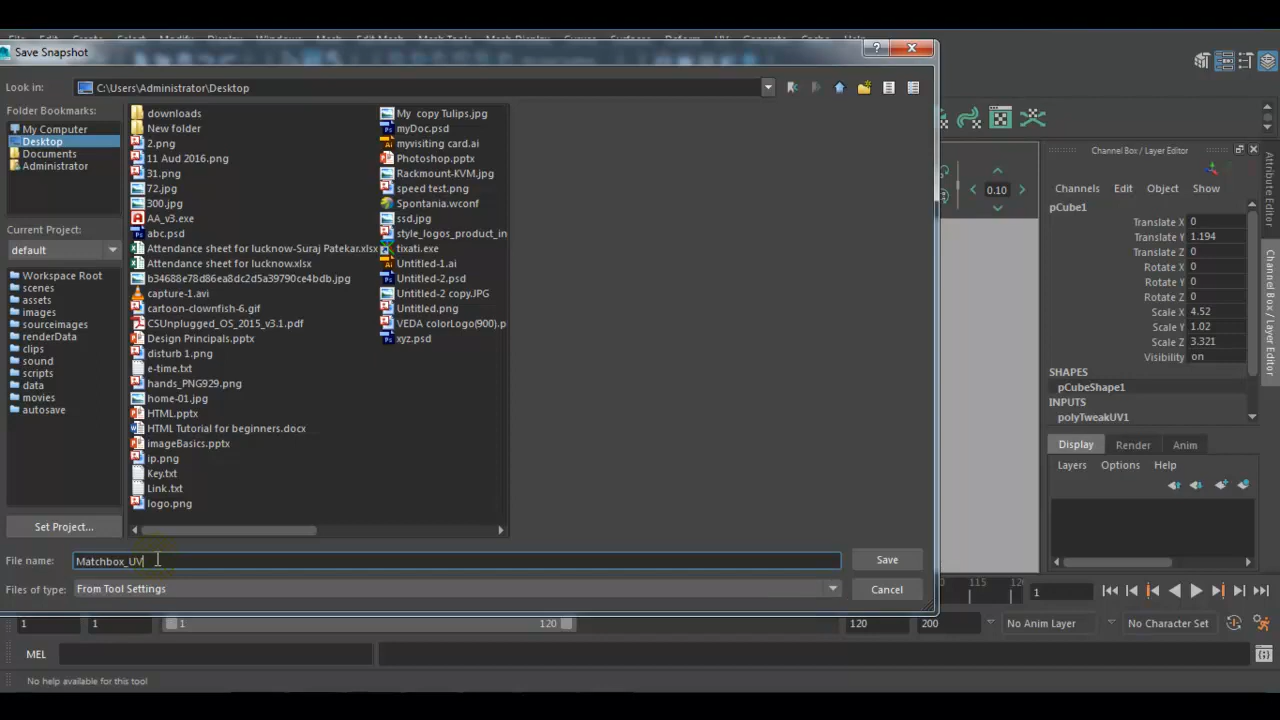 Save Snapshot
?
Look in:
C:\Users\Administrator\Desktop
Folder Bookmarks:
My Computer
Desktop
Documents
Administrator
Current Project:
default
Workspace Root
scenes
assets
images
sourceimages
renderData
clips
sound
scripts
data
movies
autosave
Set Project...
downloads
New folder
2.png
11 Aud 2016.png
31.png
72.jpg
300.jpg
AA_v3.exe
abc.psd
Attendance sheet for lucknow-Suraj Patekar.xlsx
Attendance sheet for lucknow.xlsx
b34688e78d86ea8dc2d5a39790ce4bdb.jpg
capture-1.avi
cartoon-clownfish-6.gif
CSUnplugged_OS_2015_v3.1.pdf
Design Principals.pptx
disturb 1.png
e-time.txt
hands_PNG929.png
home-01.jpg
HTML.pptx
HTML Tutorial for beginners.docx
imageBasics.pptx
ip.png
Key.txt
Link.txt
logo.png
My copy Tulips.jpg
myDoc.psd
myvisiting card.ai
Photoshop.pptx
Rackmount-KVM.jpg
speed test.png
Spontania.wconf
ssd.jpg
style_logos_product_in
tixati.exe
Untitled-1.ai
Untitled-2.psd
Untitled-2 copy.JPG
Untitled.png
VEDA colorLogo(900).p
xyz.psd
File name:
Matchbox_UV
Save
Files of type:
From Tool Settings
Cancel
0.10
Channel Box / Layer Editor
Channels Edit Object Show
pCube1
Translate X 0
Translate Y 1.194
Translate Z 0
Rotate X 0
Rotate Y 0
Rotate Z 0
Scale X 4.52
Scale Y 1.02
Scale Z 3.321
Visibility on
SHAPES
pCubeShape1
INPUTS
polyTweakUV1
Display Render Anim
Layers Options Help
Attribute Editor
Channel Box / Layer Editor
115
1
1 1 1 120 120 200 No Anim Layer No Character Set
MEL
No help available for this tool